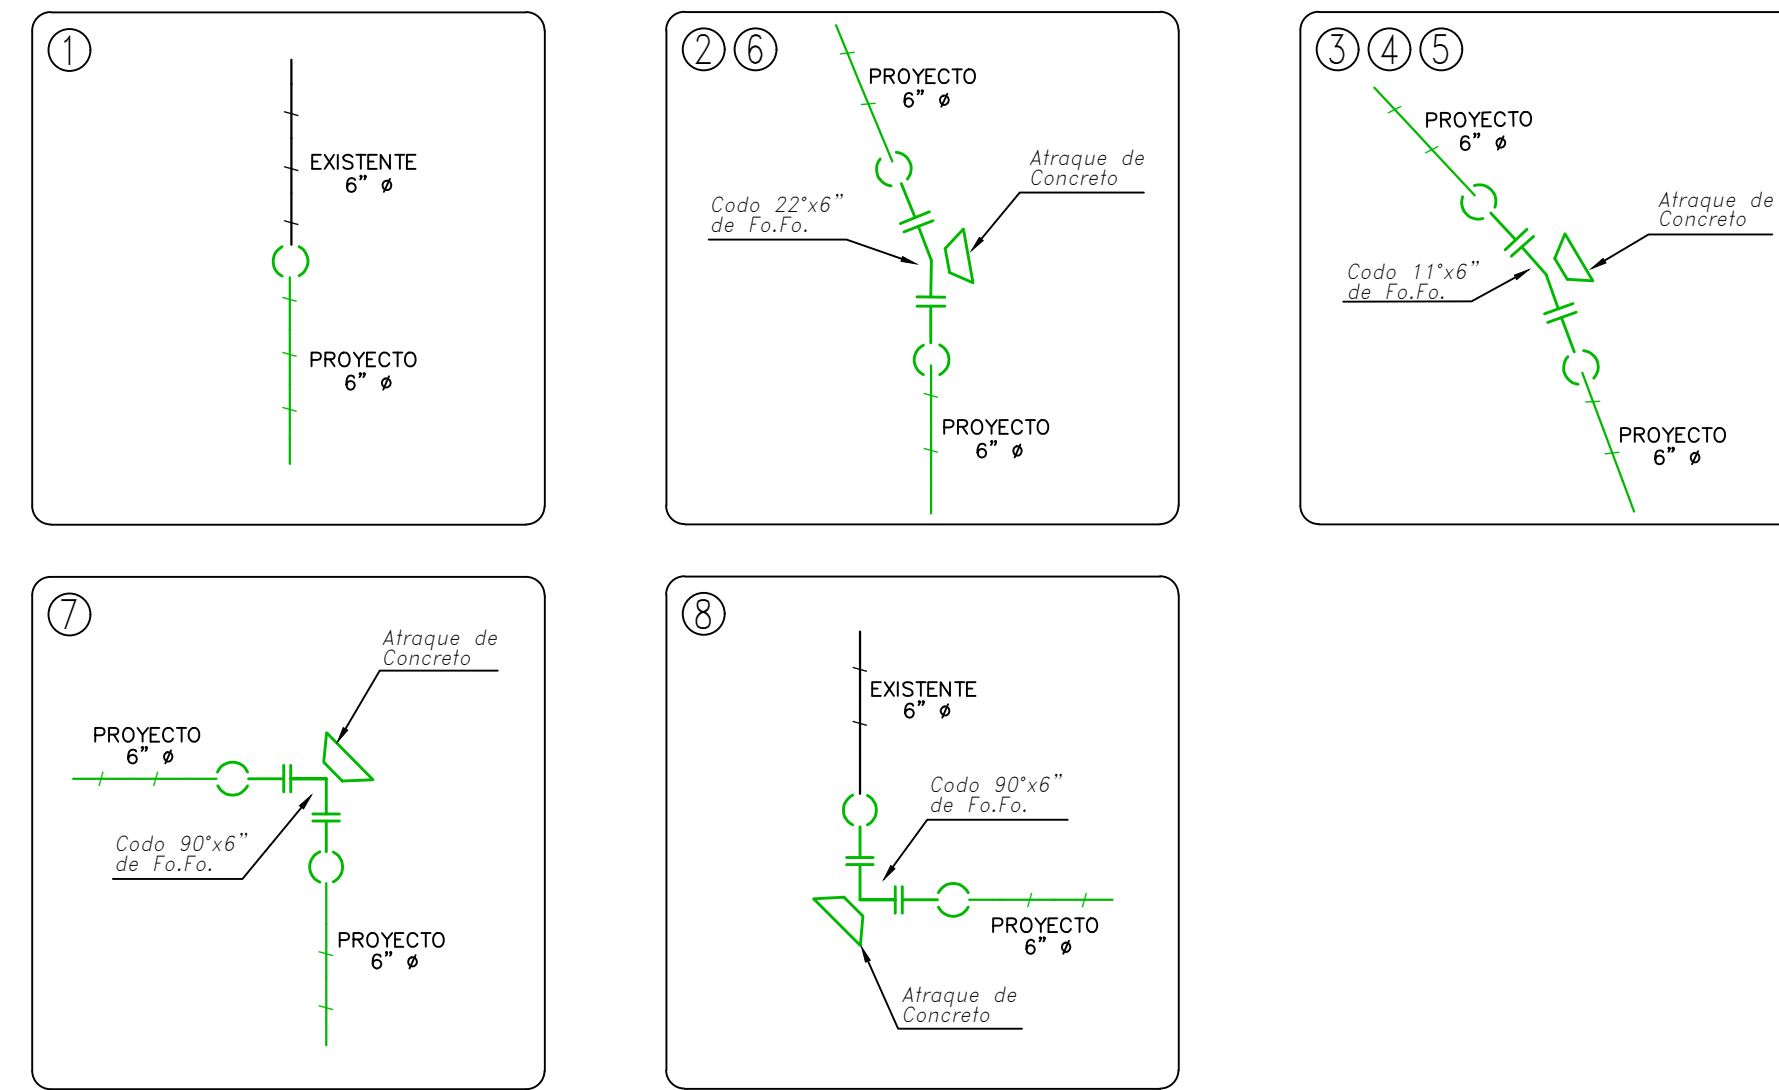 1
EXISTENTE
6" ø
PROYECTO
6" ø
2 6
PROYECTO
6" ø
Atraque de
Concreto
Codo 22°x6"
de Fo.Fo.
PROYECTO
6" ø
3 4 5
PROYECTO
6" ø
Atraque de
Concreto
Codo 11°x6"
de Fo.Fo.
PROYECTO
6" ø
7
Atraque de
Concreto
PROYECTO
6" ø
Codo 90°x6"
de Fo.Fo.
PROYECTO
6" ø
8
EXISTENTE
6" ø
Codo 90°x6"
de Fo.Fo.
PROYECTO
6" ø
Atraque de
Concreto